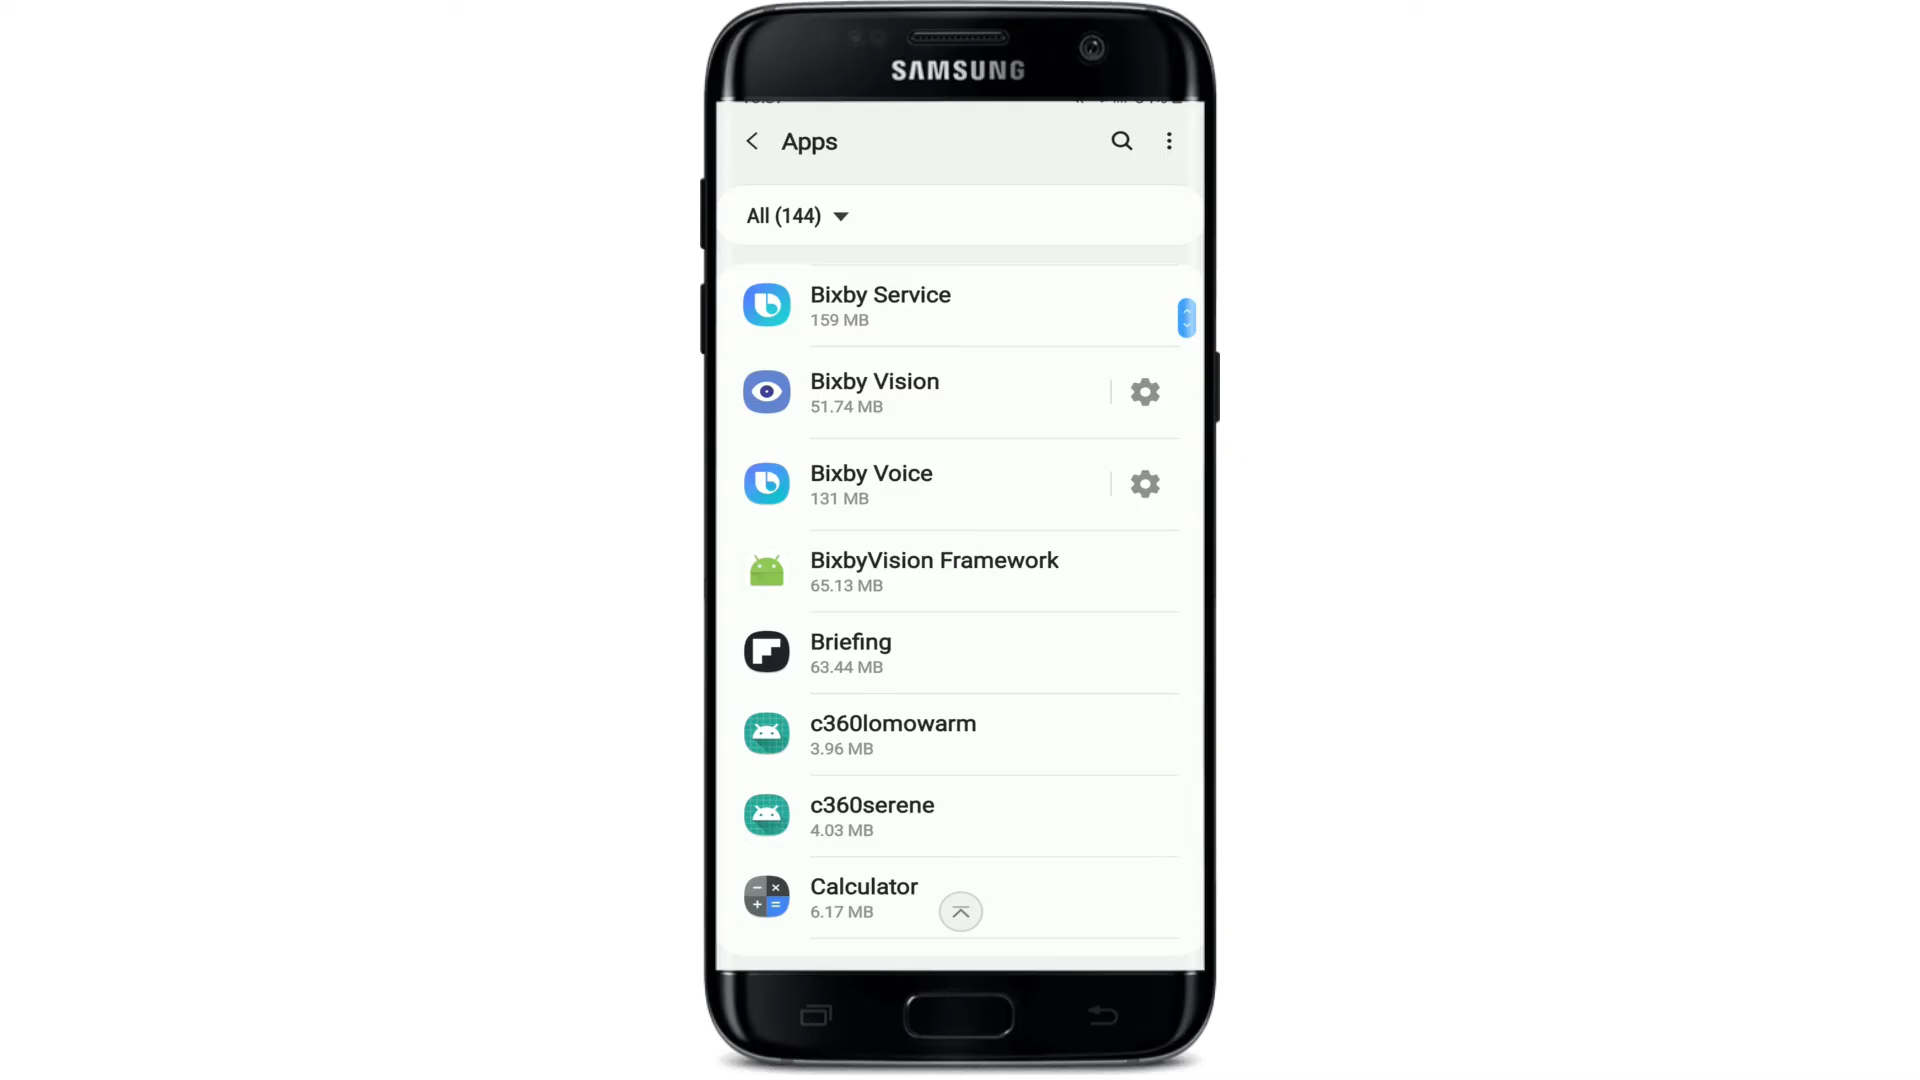 SAMSUNG
Apps
All (144)
Bixby Service
159 MB
Bixby Vision
51.74 MB
Bixby Voice
131 MB
BixbyVision Framework
65.13 MB
Briefing
63.44 MB
c360lomowarm
3.96 MB
c360serene
4.03 MB
Calculator
6.17 MB